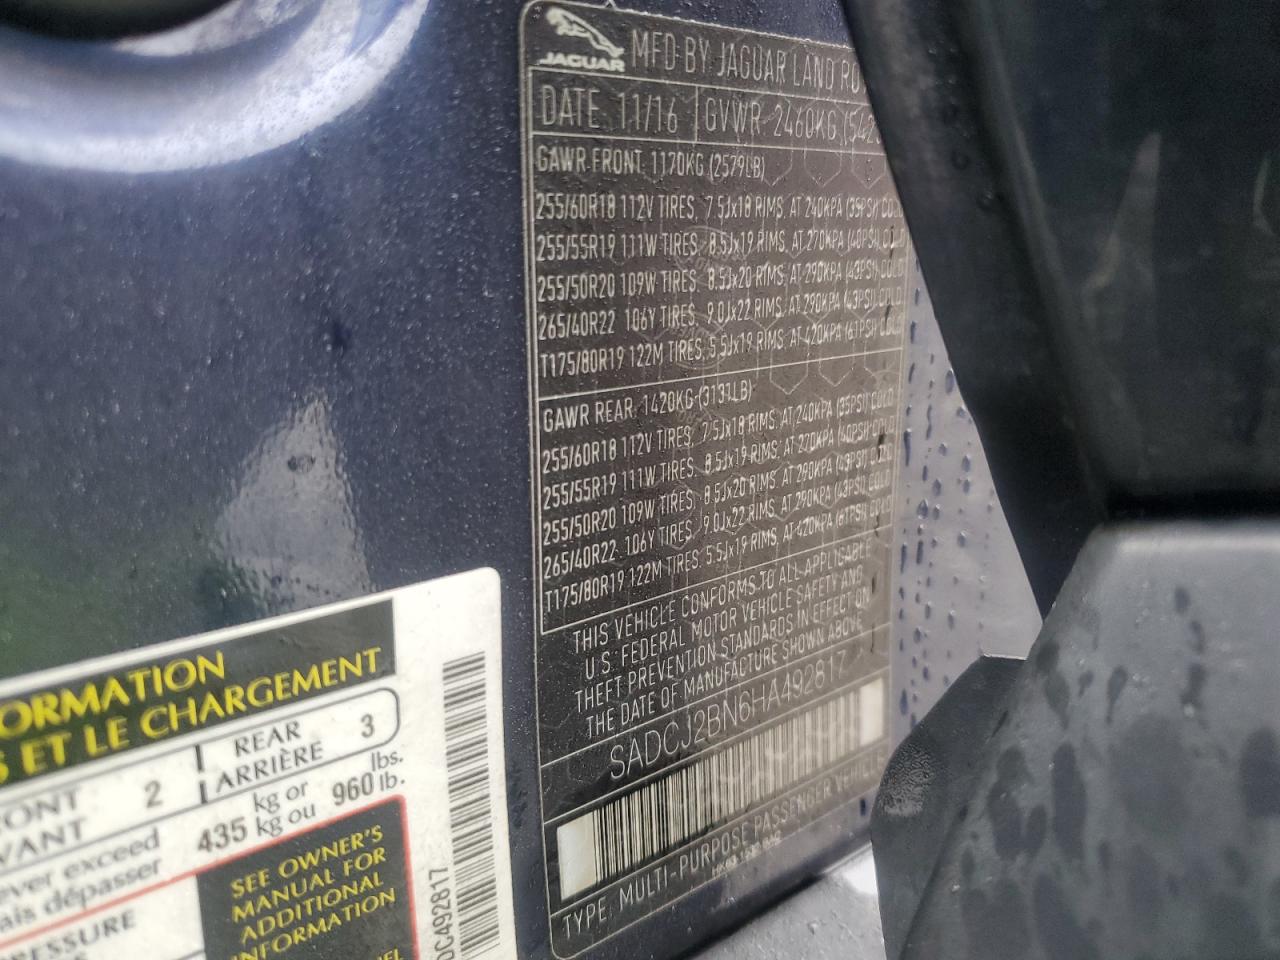 JAGUAR
MFD BY JAGUAR LAND RO
DATE: 11/16 GVWR: 2460KG (542
GAWR FRONT: 1170KG (2579LB)
255/60R18 112V TIRES, 7.5Jx18 RIMS, AT 240KPA (35PSI) COLD
255/55R19 111W TIRES, 8.5Jx19 RIMS, AT 270KPA (40PSI) COLD
255/50R20 109W TIRES, 8.5Jx20 RIMS, AT 290KPA (43PSI) COLD
265/40R22 106Y TIRES, 9.0Jx22 RIMS, AT 290KPA (43PSI) COLD
T175/80R19 122M TIRES, 5.5Jx19 RIMS, AT 420KPA (61PSI) COLD
GAWR REAR: 1420KG (3131LB)
255/60R18 112V TIRES, 7.5Jx18 RIMS, AT 240KPA (35PSI) COLD
255/55R19 111W TIRES, 8.5Jx19 RIMS, AT 270KPA (40PSI) COLD
255/50R20 109W TIRES, 8.5Jx20 RIMS, AT 290KPA (43PSI) COLD
265/40R22 106Y TIRES, 9.0Jx22 RIMS, AT 290KPA (43PSI) COLD
T175/80R19 122M TIRES, 5.5Jx19 RIMS, AT 420KPA (61PSI) COLD
THIS VEHICLE CONFORMS TO ALL APPLICABLE
U.S. FEDERAL MOTOR VEHICLE SAFETY AND
THEFT PREVENTION STANDARDS IN EFFECT ON
THE DATE OF MANUFACTURE SHOWN ABOVE
SADCJ2BN6HA492817
TYPE: MULTI-PURPOSE PASSENGER VEHICLE
ORMATION
S ET LE CHARGEMENT
ONT 2 REAR 3
VANT ARRIÈRE
ever exceed 435 kg or 960 lbs.
ais dépasser kg ou lb.
RESSURE
SEE OWNER'S
MANUAL FOR
ADDITIONAL
INFORMATION
DC492817